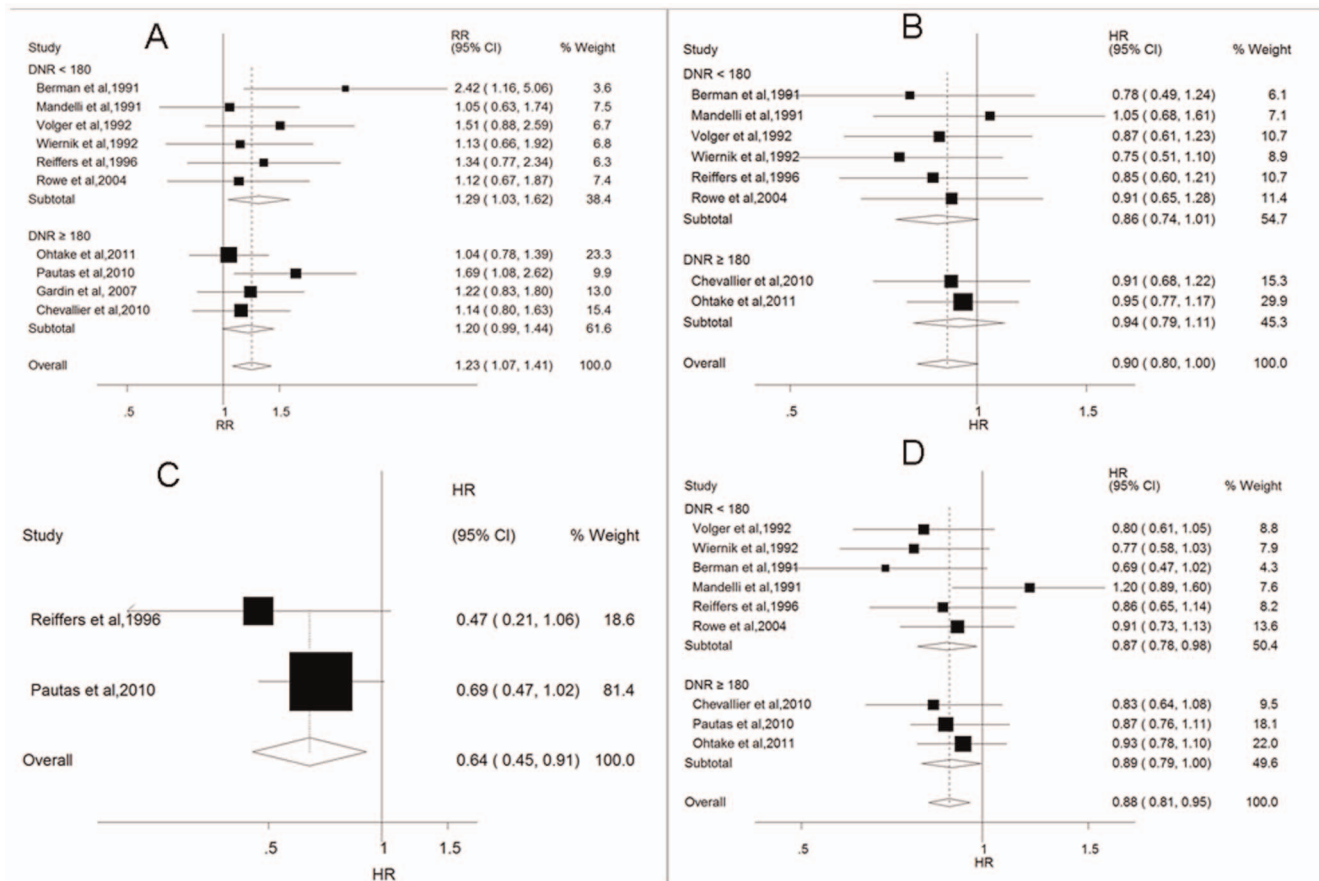 A
RR
Study (95% CI) % Weight
DNR < 180
Berman et al,1991 2.42 ( 1.16, 5.06) 3.6
Mandelli et al,1991 1.05 ( 0.63, 1.74) 7.5
Volger et al,1992 1.51 ( 0.88, 2.59) 6.7
Wiernik et al,1992 1.13 ( 0.66, 1.92) 6.8
Reiffers et al,1996 1.34 ( 0.77, 2.34) 6.3
Rowe et al,2004 1.12 ( 0.67, 1.87) 7.4
Subtotal 1.29 ( 1.03, 1.62) 38.4
DNR ≥ 180
Ohtake et al,2011 1.04 ( 0.78, 1.39) 23.3
Pautas et al,2010 1.69 ( 1.08, 2.62) 9.9
Gardin et al, 2007 1.22 ( 0.83, 1.80) 13.0
Chevallier et al,2010 1.14 ( 0.80, 1.63) 15.4
Subtotal 1.20 ( 0.99, 1.44) 61.6
Overall 1.23 ( 1.07, 1.41) 100.0
.5 1 1.5
RR
B
HR
Study (95% CI) % Weight
DNR < 180
Berman et al,1991 0.78 ( 0.49, 1.24) 6.1
Mandelli et al,1991 1.05 ( 0.68, 1.61) 7.1
Volger et al,1992 0.87 ( 0.61, 1.23) 10.7
Wiernik et al,1992 0.75 ( 0.51, 1.10) 8.9
Reiffers et al,1996 0.85 ( 0.60, 1.21) 10.7
Rowe et al,2004 0.91 ( 0.65, 1.28) 11.4
Subtotal 0.86 ( 0.74, 1.01) 54.7
DNR ≥ 180
Chevallier et al,2010 0.91 ( 0.68, 1.22) 15.3
Ohtake et al,2011 0.95 ( 0.77, 1.17) 29.9
Subtotal 0.94 ( 0.79, 1.11) 45.3
Overall 0.90 ( 0.80, 1.00) 100.0
.5 1 1.5
HR
C
HR
Study (95% CI) % Weight
Reiffers et al,1996 0.47 ( 0.21, 1.06) 18.6
Pautas et al,2010 0.69 ( 0.47, 1.02) 81.4
Overall 0.64 ( 0.45, 0.91) 100.0
.5 1 1.5
HR
D
HR
Study (95% CI) % Weight
DNR < 180
Volger et al,1992 0.80 ( 0.61, 1.05) 8.8
Wiernik et al,1992 0.77 ( 0.58, 1.03) 7.9
Berman et al,1991 0.69 ( 0.47, 1.02) 4.3
Mandelli et al,1991 1.20 ( 0.89, 1.60) 7.6
Reiffers et al,1996 0.86 ( 0.65, 1.14) 8.2
Rowe et al,2004 0.91 ( 0.73, 1.13) 13.6
Subtotal 0.87 ( 0.78, 0.98) 50.4
DNR ≥ 180
Chevallier et al,2010 0.83 ( 0.64, 1.08) 9.5
Pautas et al,2010 0.87 ( 0.76, 1.11) 18.1
Ohtake et al,2011 0.93 ( 0.78, 1.10) 22.0
Subtotal 0.89 ( 0.79, 1.00) 49.6
Overall 0.88 ( 0.81, 0.95) 100.0
.5 1 1.5
HR